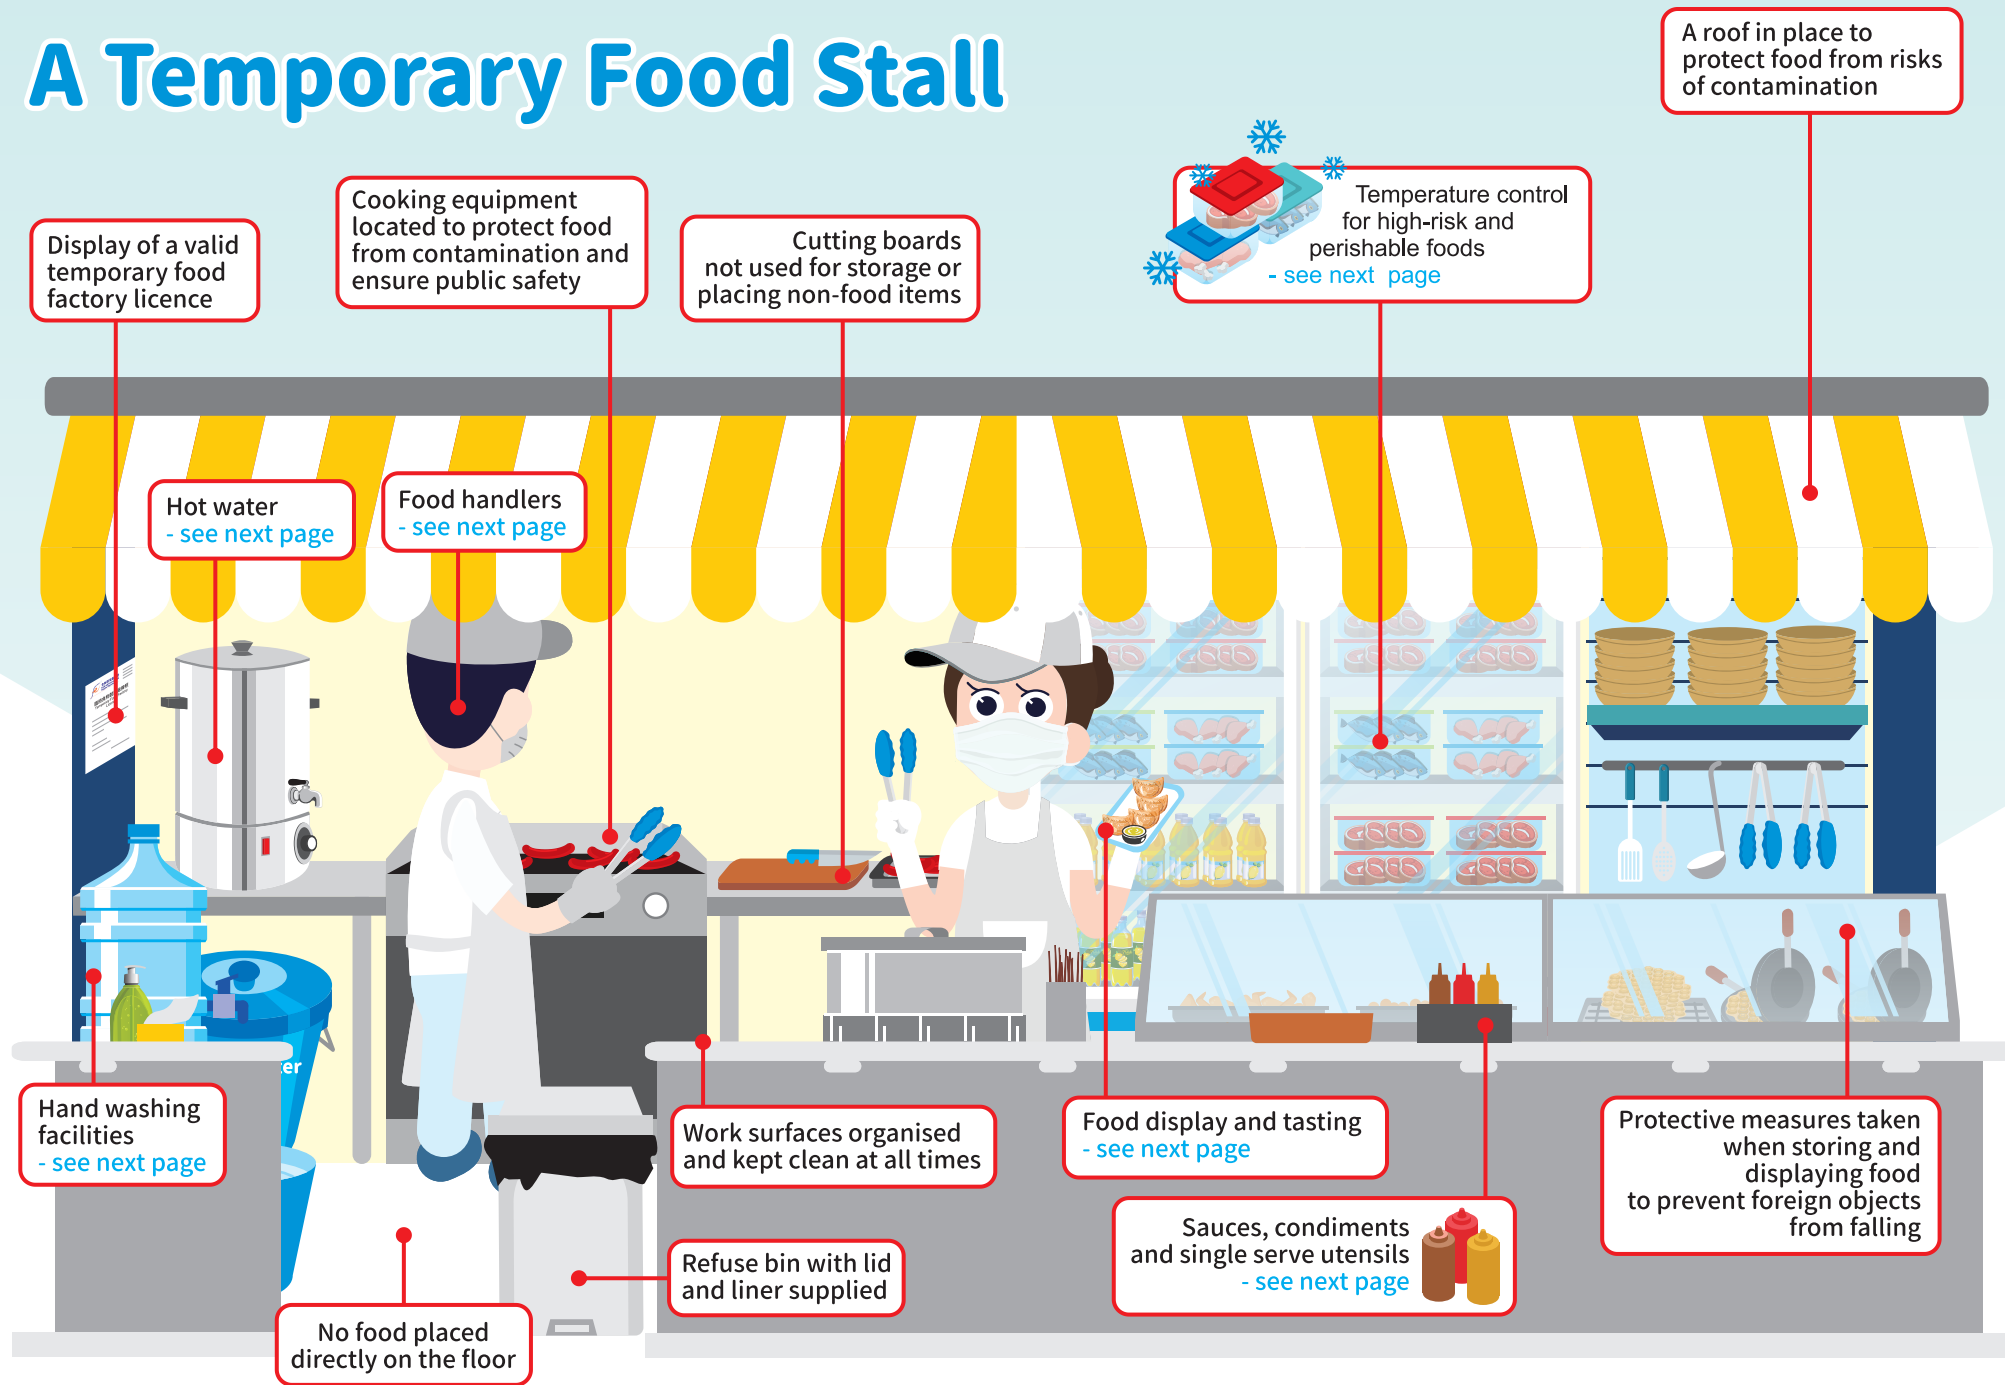 A Temporary Food Stall
A roof in place to
protect food from risks
of contamination
Temperature control
for high-risk and
perishable foods
- see next page
Cooking equipment
located to protect food
from contamination and
ensure public safety
Cutting boards
not used for storage or
placing non-food items
Display of a valid
temporary food
factory licence
Hot water
- see next page
Food handlers
- see next page
er
Hand washing
facilities
- see next page
Work surfaces organised
and kept clean at all times
Food display and tasting
- see next page
Protective measures taken
when storing and
displaying food
to prevent foreign objects
from falling
Sauces, condiments
and single serve utensils
- see next page
Refuse bin with lid
and liner supplied
No food placed
directly on the floor